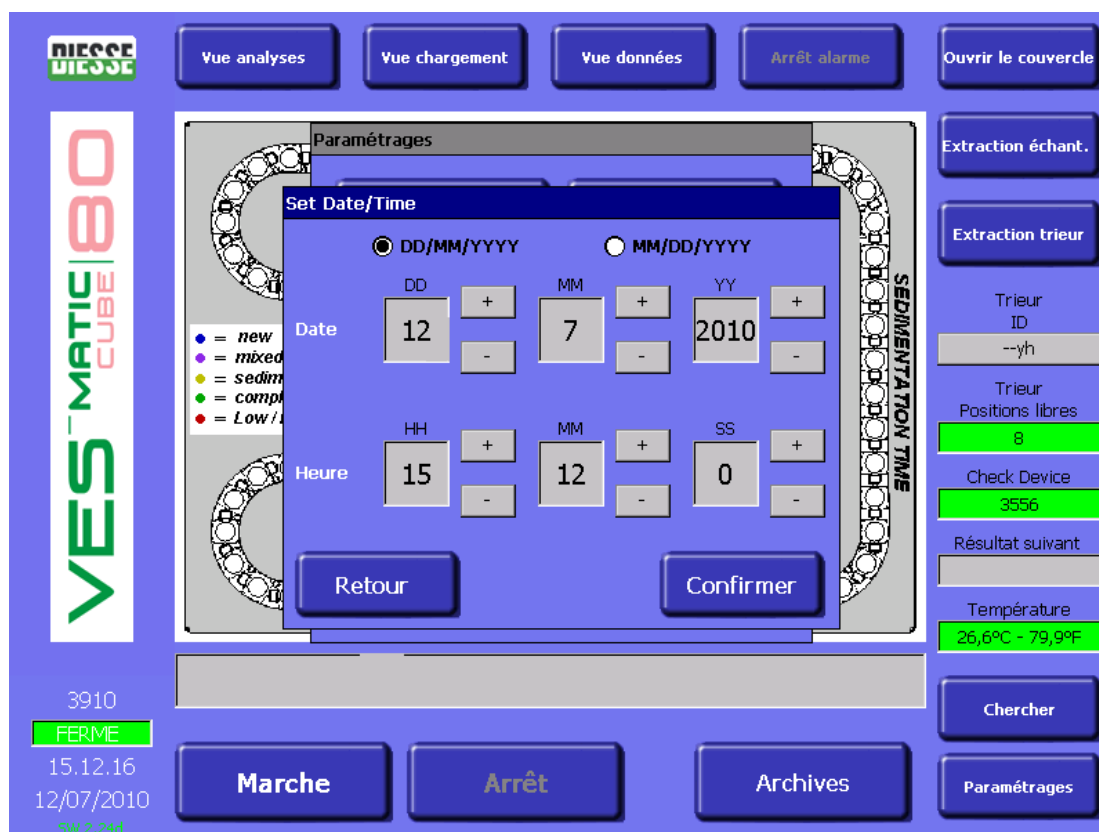 DIESSE
Vue analyses
Vue chargement
Vue données
Arrêt alarme
Ouvrir le couvercle
VES-MATIC CUBE 80
Paramétrages
Extraction échant.
Set Date/Time
Extraction trieur
DD/MM/YYYY
MM/DD/YYYY
DD
MM
YY
Date
12
+
-
7
+
-
2010
+
-
HH
MM
SS
Heure
15
+
-
12
+
-
0
+
-
Retour
Confirmer
= new
= mixed
= sedim
= compl
= Low /
SEDIMENTATION TIME
Trieur
ID
--yh
Trieur
Positions libres
8
Check Device
3556
Résultat suivant
Température
26,6ºC - 79,9ºF
Chercher
3910
FERME
15.12.16
12/07/2010
SW 2.24d
Marche
Arrêt
Archives
Paramétrages